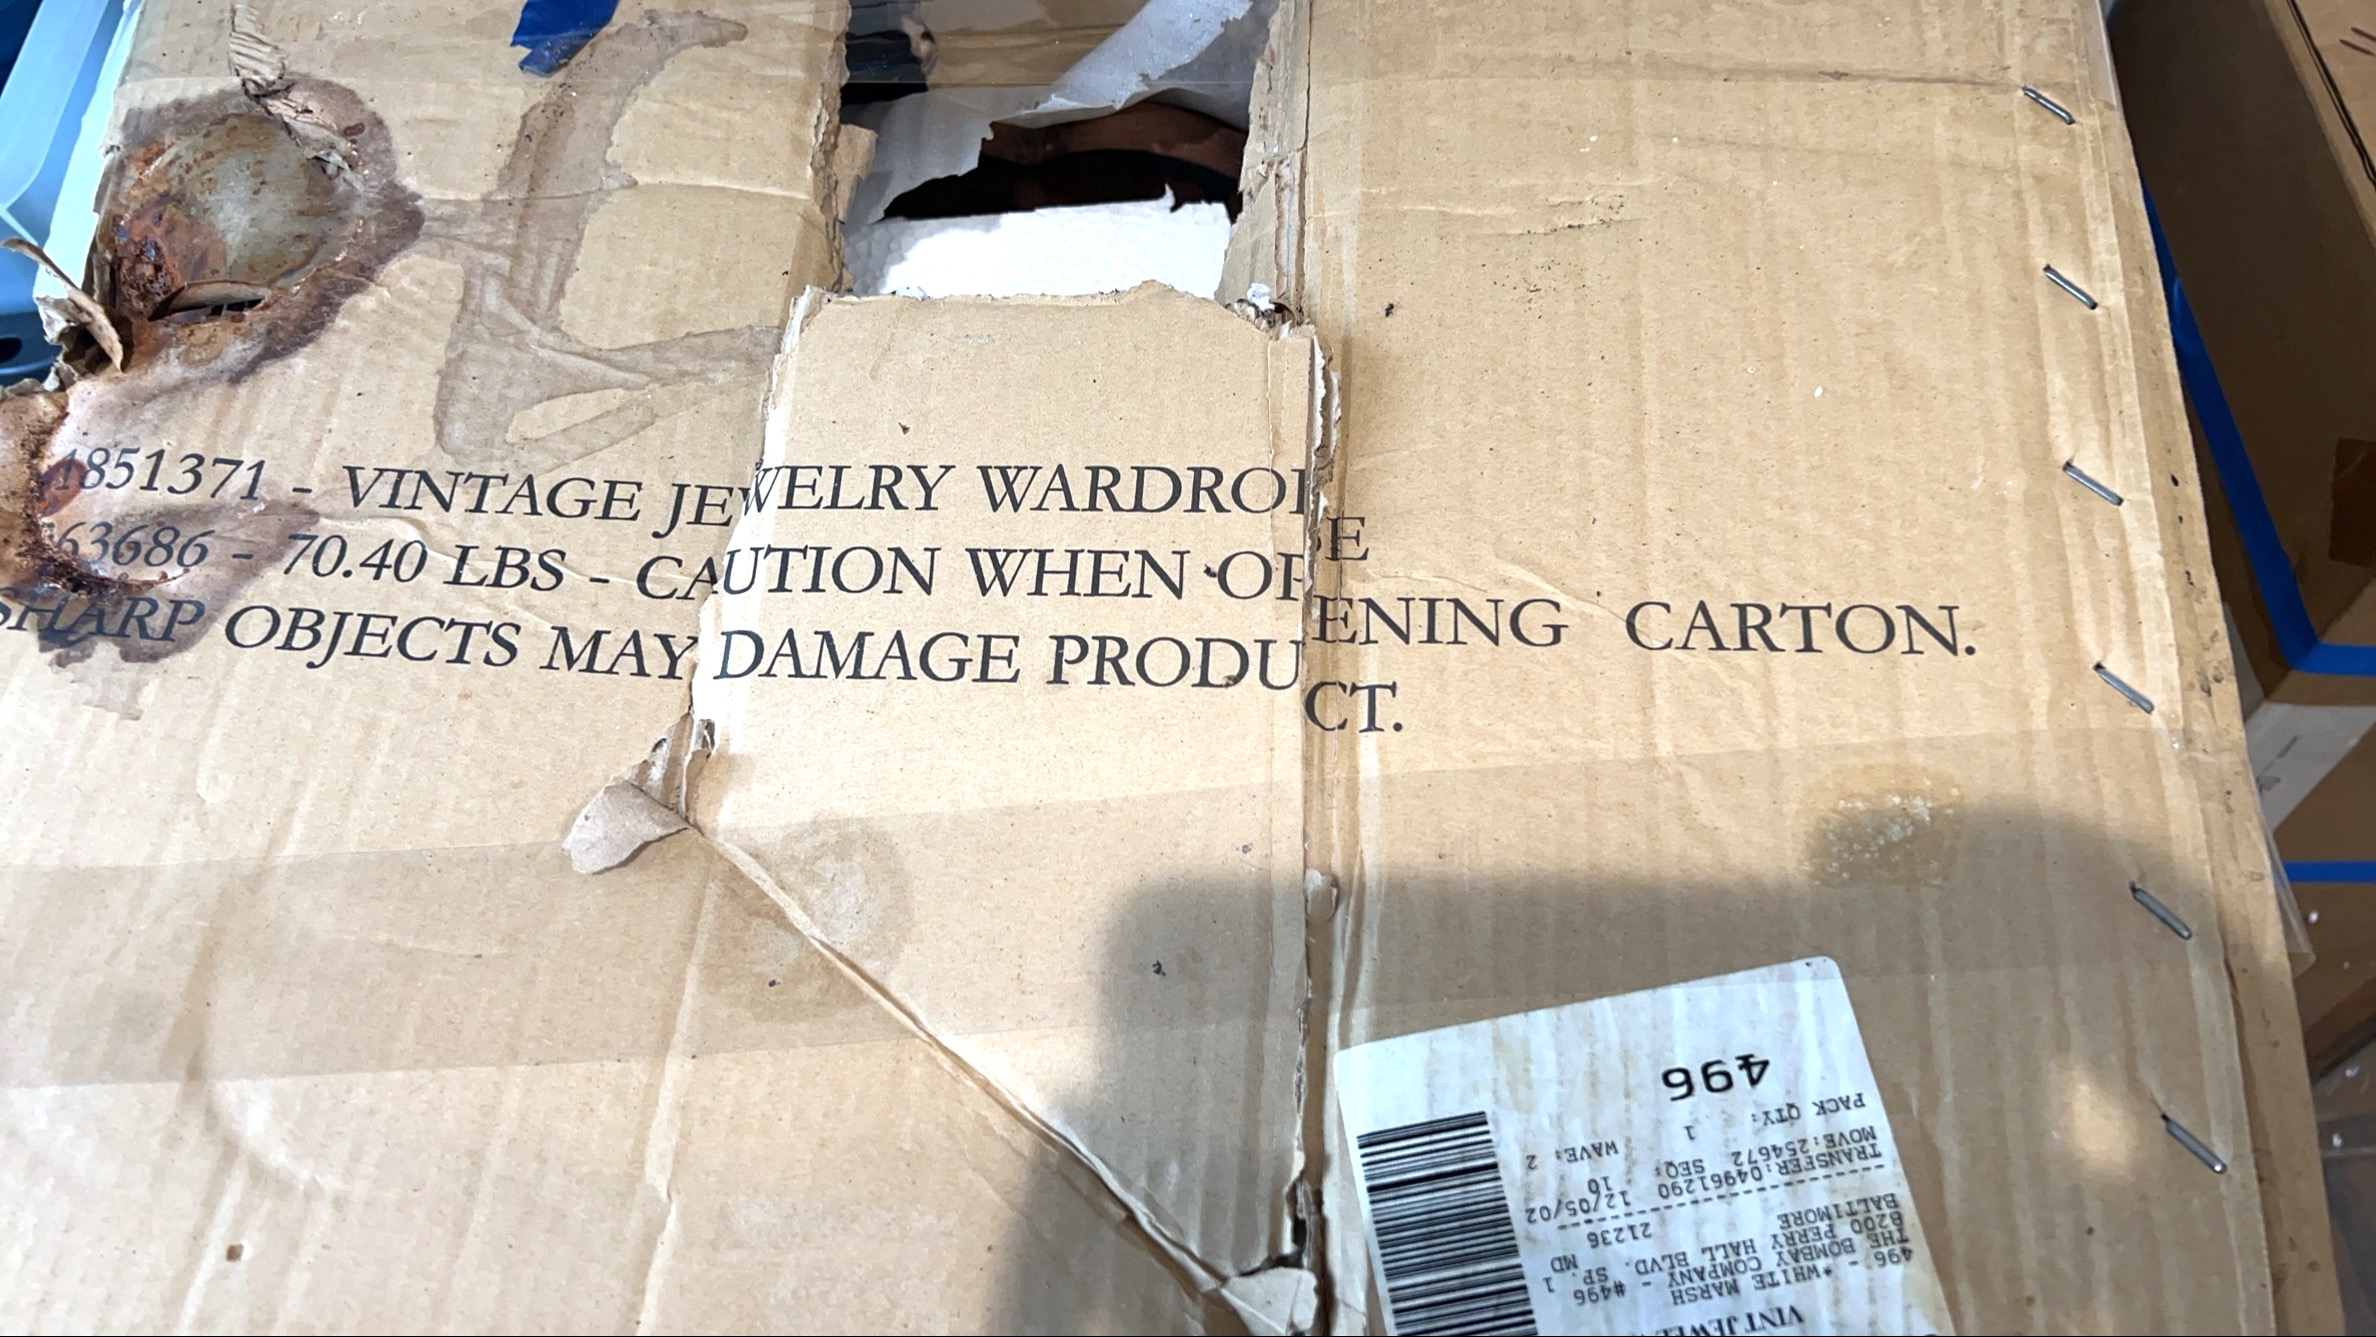 1851371 - VINTAGE JEWELRY WARDROBE
63686 - 70.40 LBS - CAUTION WHEN OPENING CARTON.
SHARP OBJECTS MAY DAMAGE PRODUCT.
VINT
496 - *WHITE MARSH - #496
THE BOMBAY COMPANY SP. 1
8200 PERRY HALL BLVD.
BALTIMORE MD 21236
TRANSFER:04961290 12/05/02
MOVE:254672 SEQ: 10
PACK QTY: 1 WAVE: 2
496